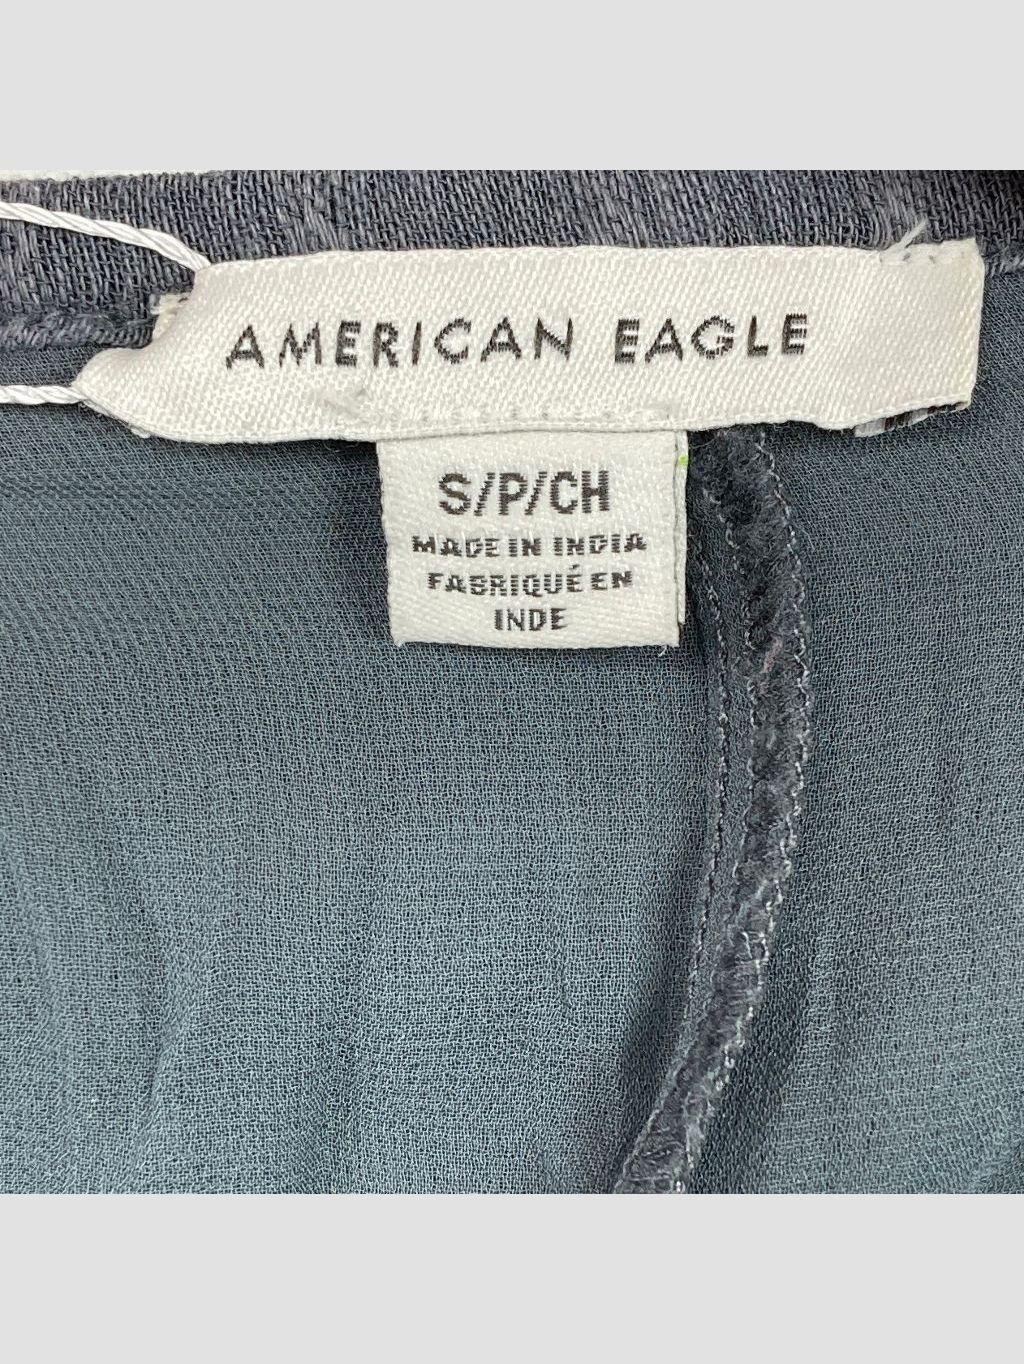 AMERICAN EAGLE
S/P/CH
MADE IN INDIA
FABRIQUÉ EN
INDE